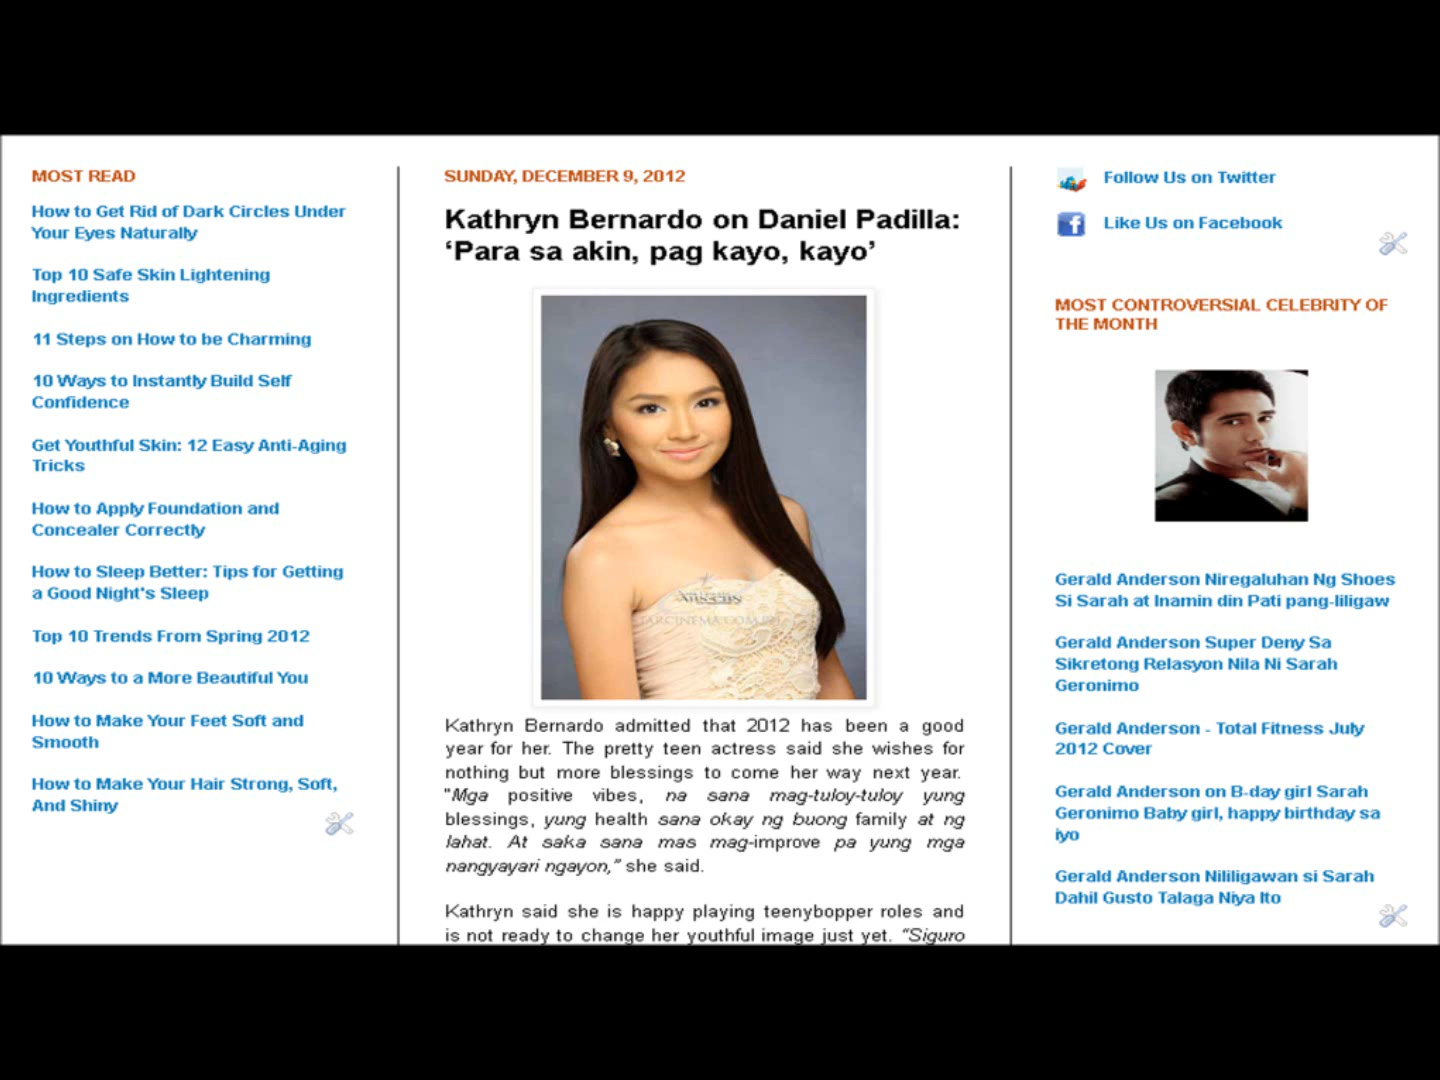 MOST READ
How to Get Rid of Dark Circles Under
Your Eyes Naturally
Top 10 Safe Skin Lightening
Ingredients
11 Steps on How to be Charming
10 Ways to Instantly Build Self
Confidence
Get Youthful Skin: 12 Easy Anti-Aging
Tricks
How to Apply Foundation and
Concealer Correctly
How to Sleep Better: Tips for Getting
a Good Night's Sleep
Top 10 Trends From Spring 2012
10 Ways to a More Beautiful You
How to Make Your Feet Soft and
Smooth
How to Make Your Hair Strong, Soft,
And Shiny
SUNDAY, DECEMBER 9, 2012
Kathryn Bernardo on Daniel Padilla:
‘Para sa akin, pag kayo, kayo’
Kathryn Bernardo admitted that 2012 has been a good
year for her. The pretty teen actress said she wishes for
nothing but more blessings to come her way next year.
"Mga positive vibes, na sana mag-tuloy-tuloy yung
blessings, yung health sana okay ng buong family at ng
lahat. At saka sana mas mag-improve pa yung mga
nangyayari ngayon,” she said.
Kathryn said she is happy playing teenybopper roles and
is not ready to change her youthful image just yet. “Siguro
Follow Us on Twitter
Like Us on Facebook
MOST CONTROVERSIAL CELEBRITY OF
THE MONTH
Gerald Anderson Niregaluhan Ng Shoes
Si Sarah at Inamin din Pati pang-liligaw
Gerald Anderson Super Deny Sa
Sikretong Relasyon Nila Ni Sarah
Geronimo
Gerald Anderson - Total Fitness July
2012 Cover
Gerald Anderson on B-day girl Sarah
Geronimo Baby girl, happy birthday sa
iyo
Gerald Anderson Nililigawan si Sarah
Dahil Gusto Talaga Niya Ito